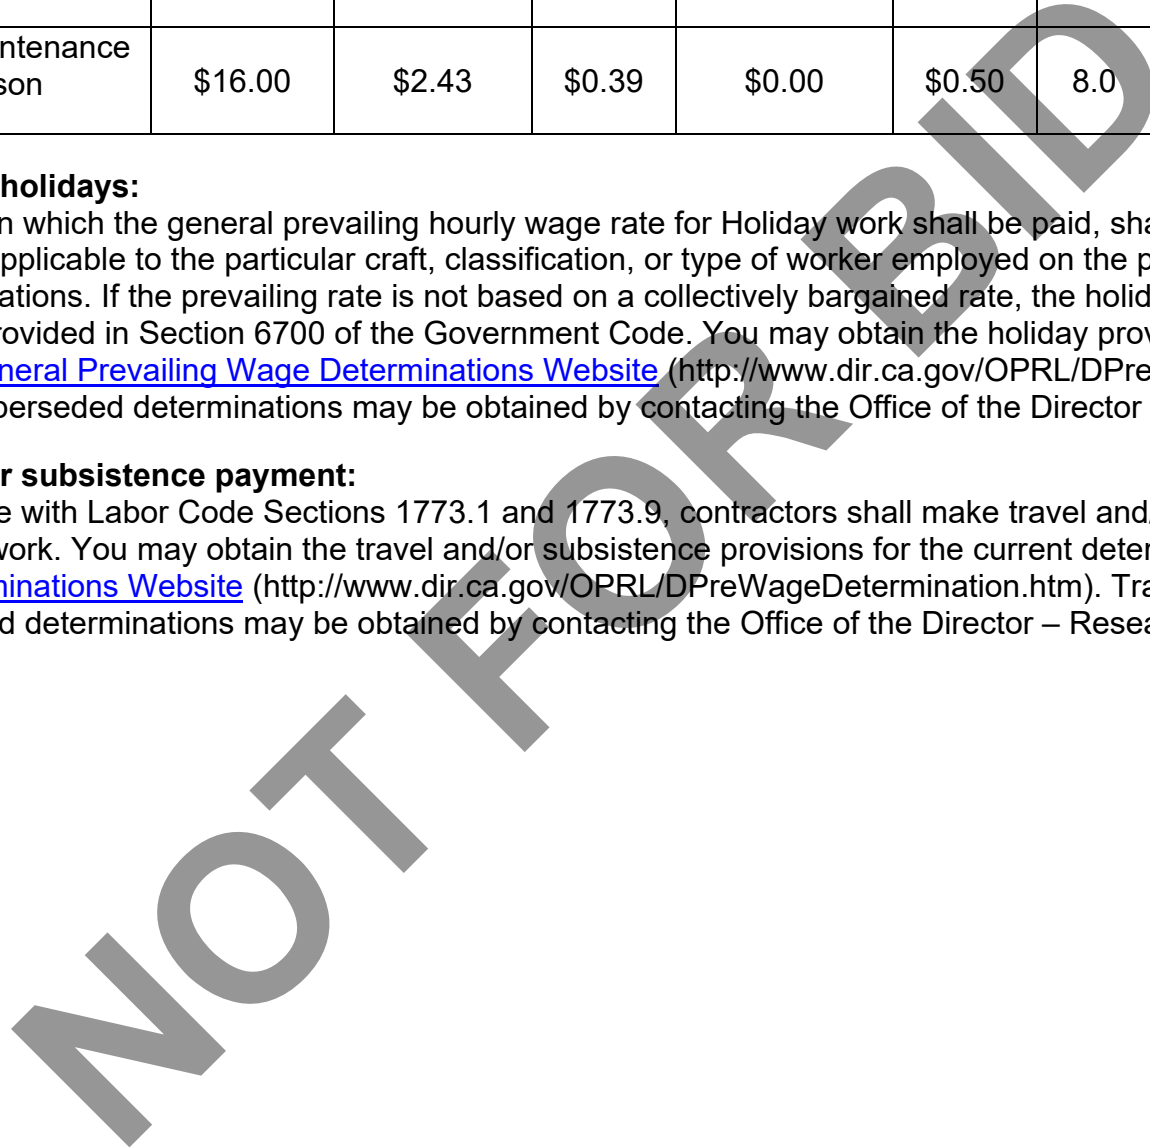 ntenance
son $16.00 $2.43 $0.39 $0.00 $0.50 8.0
holidays:
n which the general prevailing hourly wage rate for Holiday work shall be paid, sha
pplicable to the particular craft, classification, or type of worker employed on the p
ations. If the prevailing rate is not based on a collectively bargained rate, the holid
rovided in Section 6700 of the Government Code. You may obtain the holiday prov
neral Prevailing Wage Determinations Website (http://www.dir.ca.gov/OPRL/DPre
perseded determinations may be obtained by contacting the Office of the Director
r subsistence payment:
e with Labor Code Sections 1773.1 and 1773.9, contractors shall make travel and/
work. You may obtain the travel and/or subsistence provisions for the current deter
minations Website (http://www.dir.ca.gov/OPRL/DPreWageDetermination.htm). Tra
d determinations may be obtained by contacting the Office of the Director – Resea
NOT FOR BID